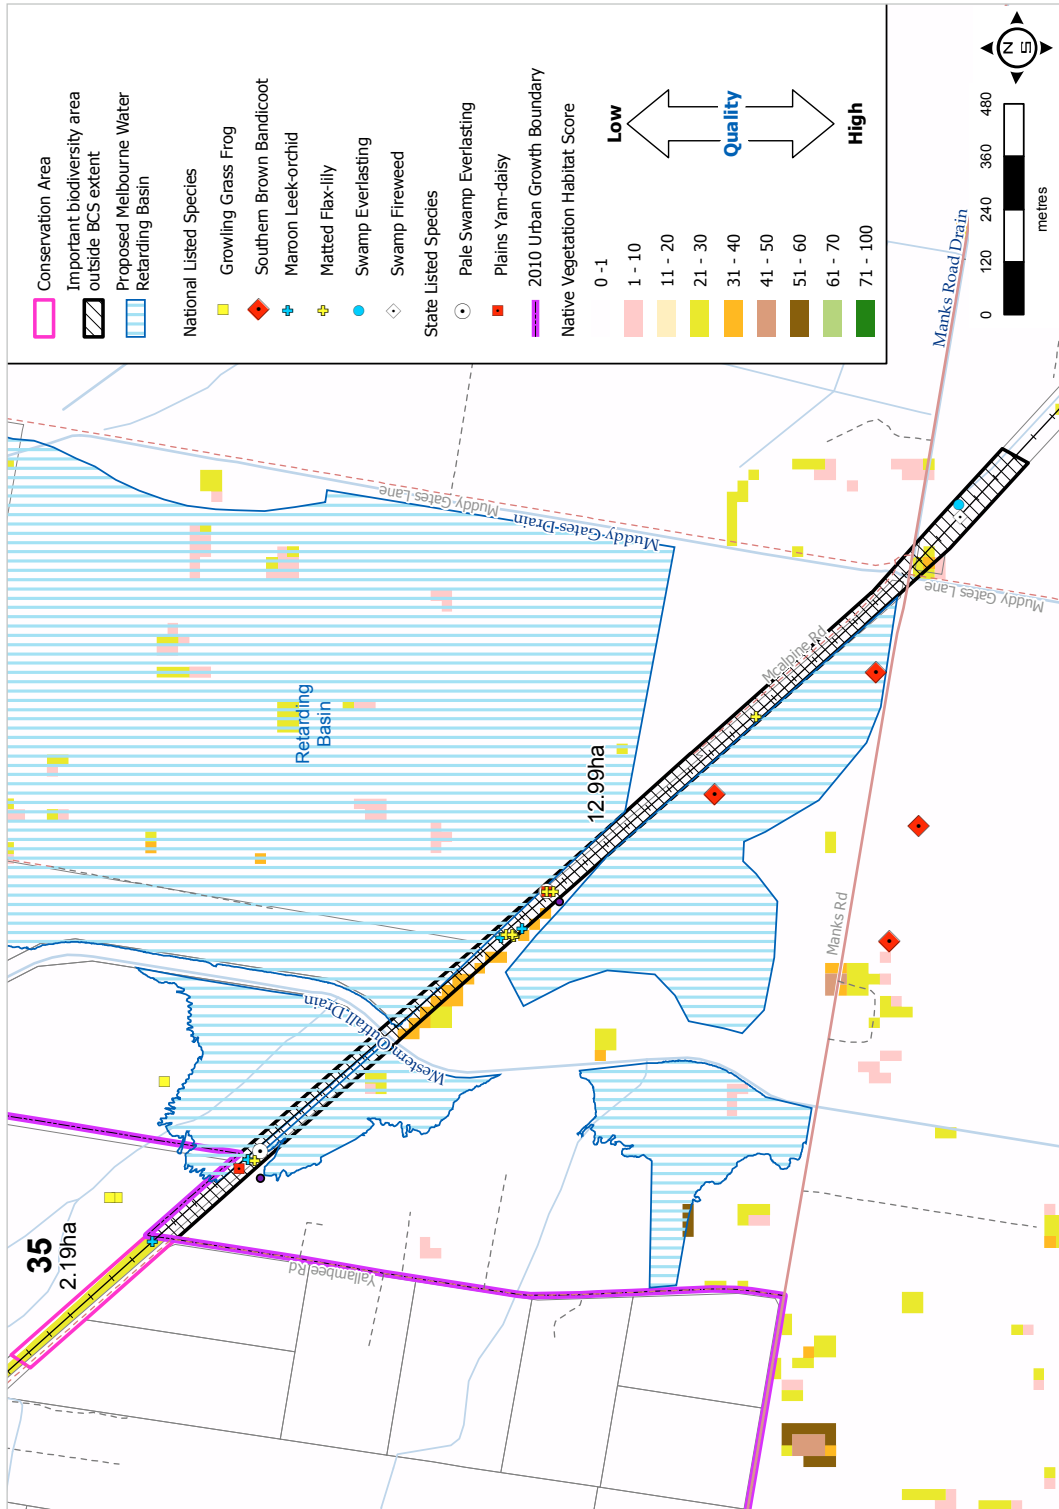 Conservation Area
Important biodiversity area
outside BCS extent
Proposed Melbourne Water
Retarding Basin
National Listed Species
Growling Grass Frog
Southern Brown Bandicoot
Maroon Leek-orchid
Matted Flax-lily
Swamp Everlasting
Swamp Fireweed
State Listed Species
Pale Swamp Everlasting
Plains Yam-daisy
2010 Urban Growth Boundary
Native Vegetation Habitat Score
0 -1
1 - 10
11 - 20
21 - 30
31 - 40
41 - 50
51 - 60
61 - 70
71 - 100
Low
Quality
High
N
S
0 120 240 360 480
metres
35
2.19ha
12.99ha
Retarding
Basin
Muddy Gates Lane
Muddy Gates Drain
Mcalpine Rd
Muddy Gates Lane
Manks Road Drain
Manks Rd
Western Outfall Drain
Yallambee Rd